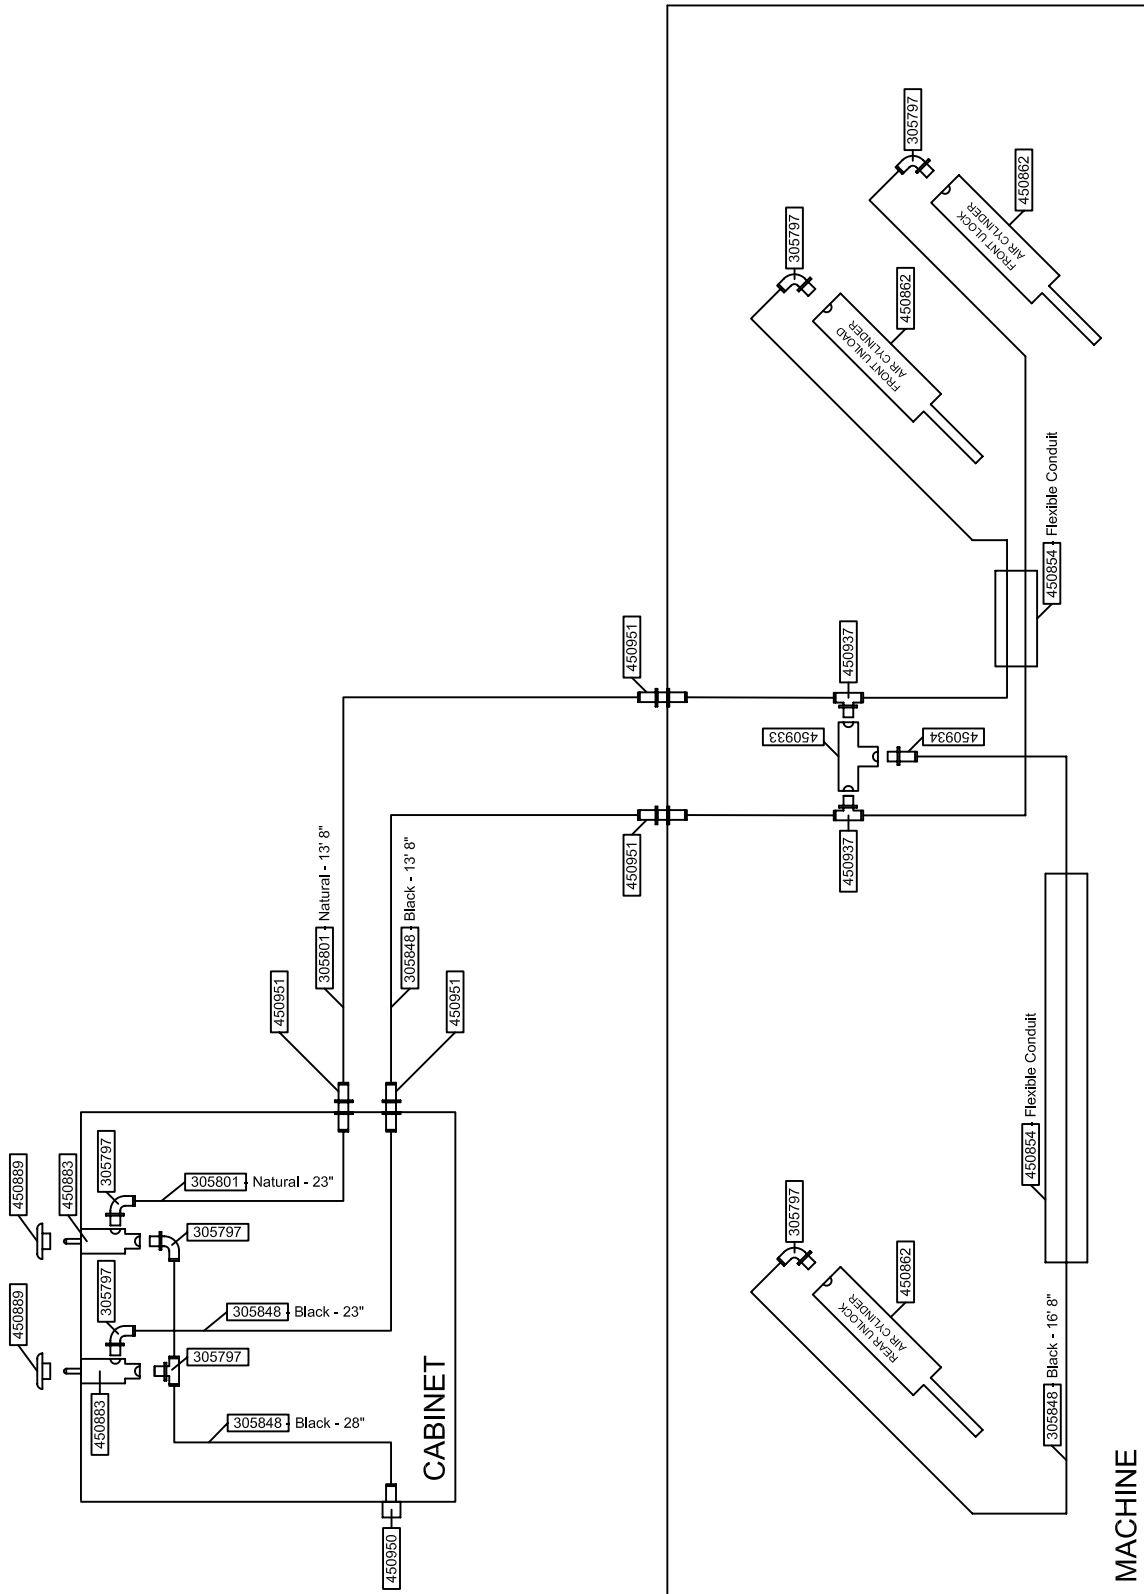 305797
450862
FRONT ULOCK
AIR CYLINDER
305797
450862
FRONT UNLOAD
AIR CYLINDER
450854 - Flexible Conduit
450951
450937
450933
450934
450951
450937
305801 - Natural - 13' 8"
305848 - Black - 13' 8"
450951
450951
450889
450883
305797
305801 - Natural - 23"
305797
450889
305797
305848 - Black - 23"
305797
450883
305848 - Black - 28"
CABINET
450950
450854 - Flexible Conduit
305797
450862
REAR UNLOCK
AIR CYLINDER
305848 - Black - 16' 8"
MACHINE